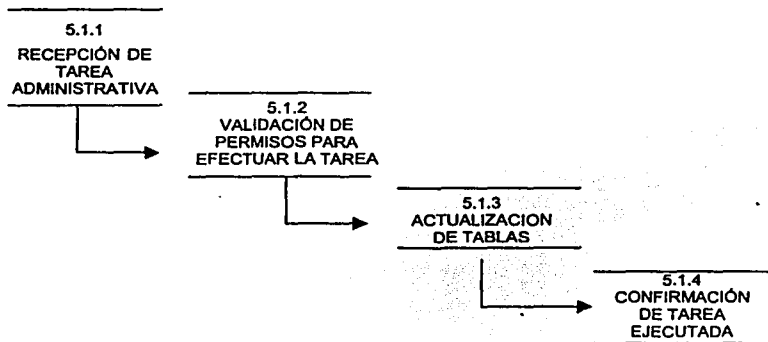 5.1.1
RECEPCIÓN DE
TAREA
ADMINISTRATIVA
5.1.2
VALIDACIÓN DE
PERMISOS PARA
EFECTUAR LA TAREA
5.1.3
ACTUALIZACION
DE TABLAS
5.1.4
CONFIRMACIÓN
DE TAREA
EJECUTADA